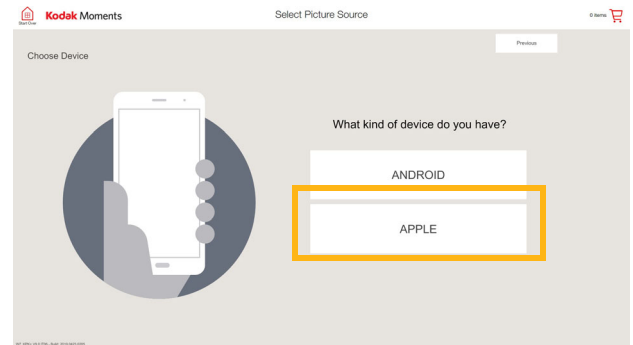 Kodak Moments
Select Picture Source
0 items
Start Over
Previous
Choose Device
What kind of device do you have?
ANDROID
APPLE